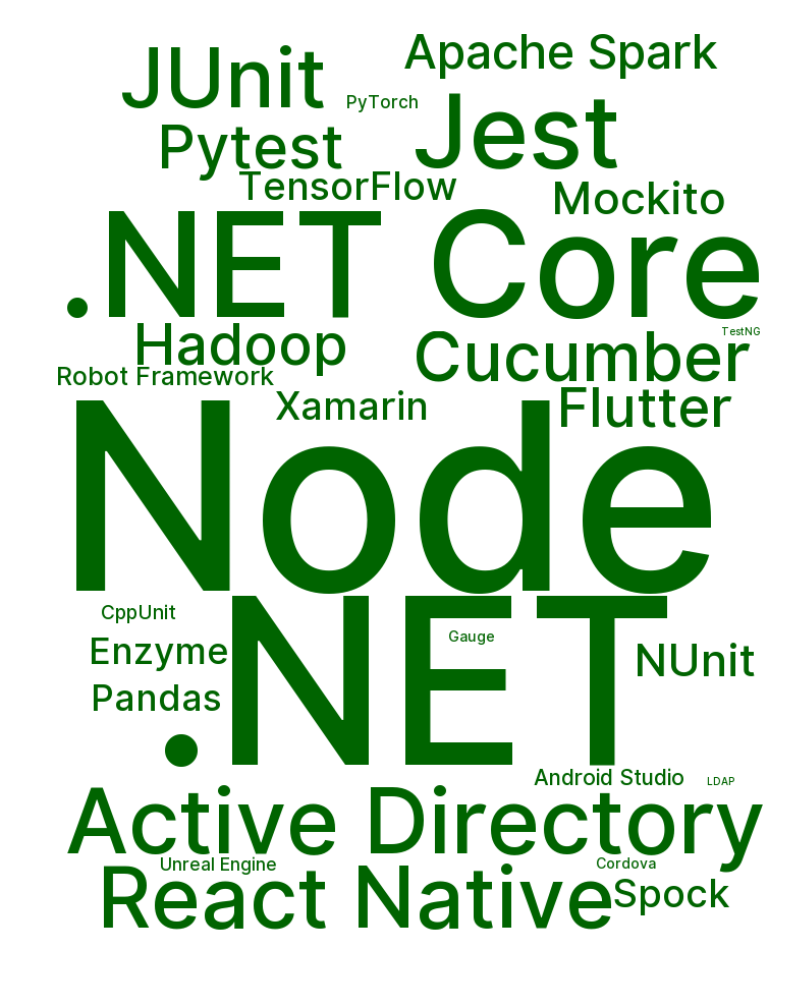 JUnit
Apache Spark
PyTorch
Jest
Pytest
TensorFlow
Mockito
.NET Core
Hadoop
Cucumber
TestNG
Robot Framework
Xamarin
Flutter
Node
.NET
CppUnit
Gauge
Enzyme
NUnit
Pandas
Android Studio
LDAP
Active Directory
Unreal Engine
Cordova
React Native
Spock